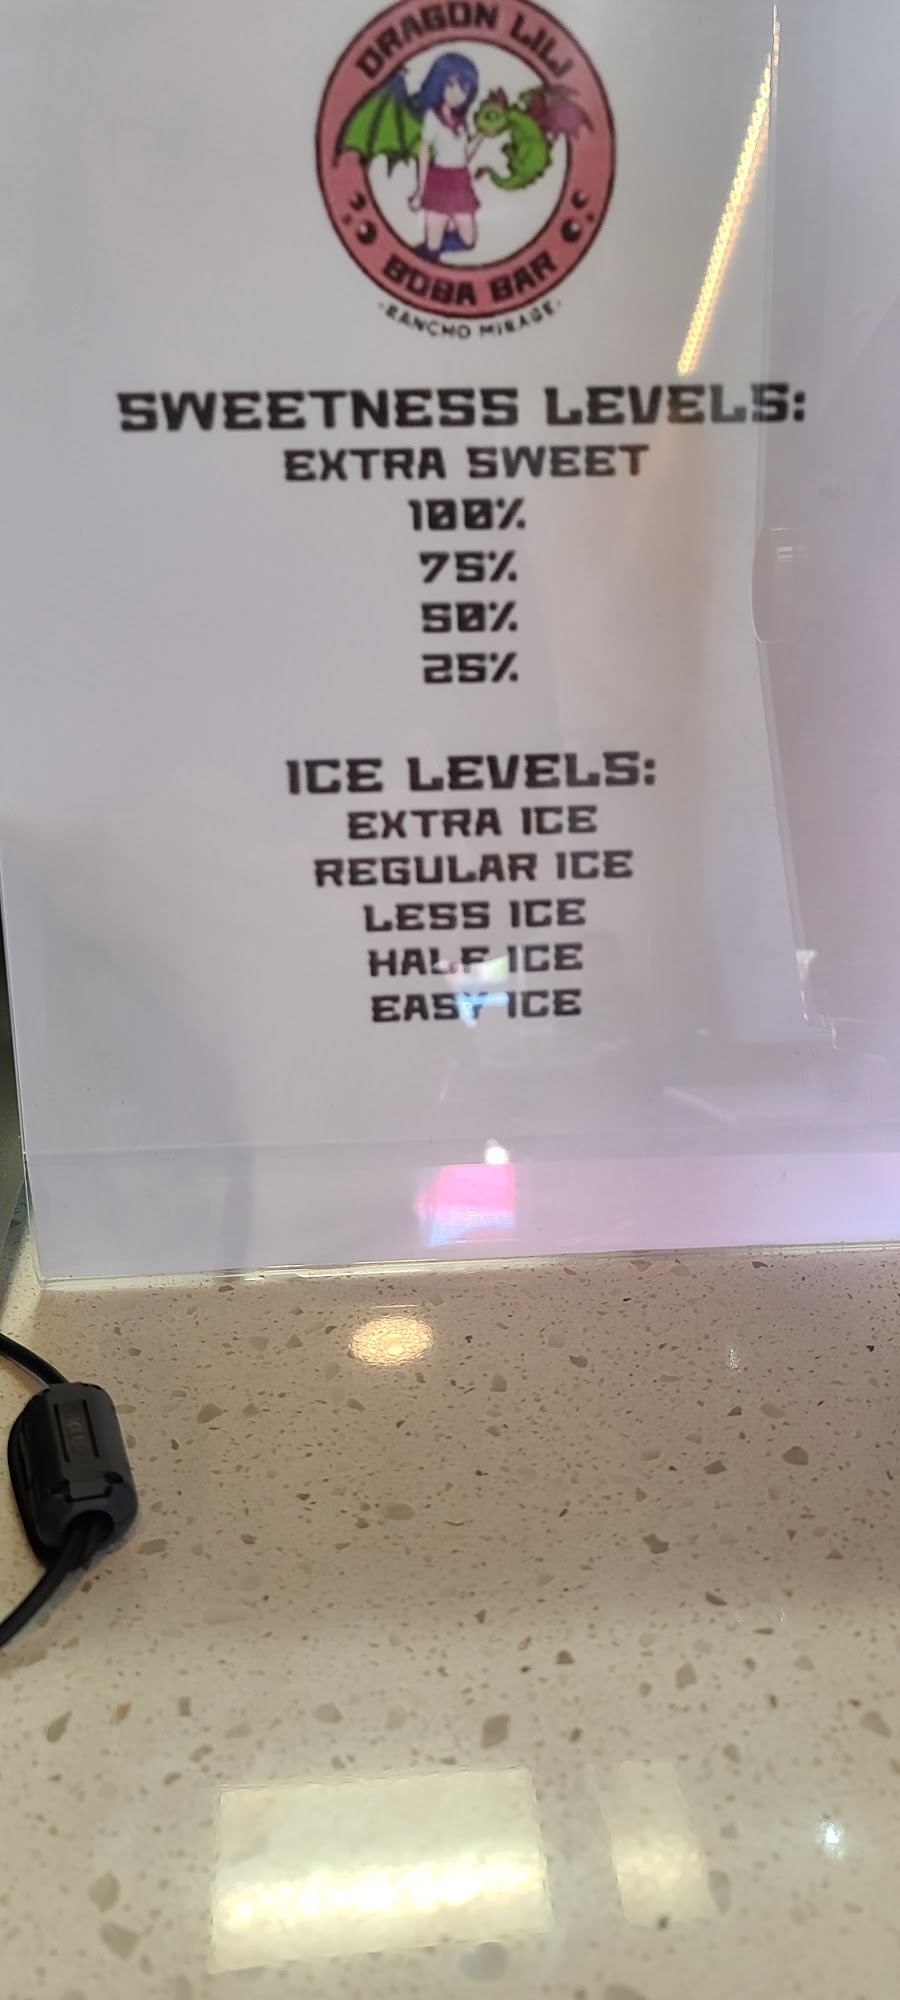 DRAGON LILI
BOBA BAR
-RANCHO MIRAGE-
SWEETNESS LEVELS:
EXTRA SWEET
100%
75%
50%
25%
ICE LEVELS:
EXTRA ICE
REGULAR ICE
LESS ICE
HALF ICE
EASY ICE